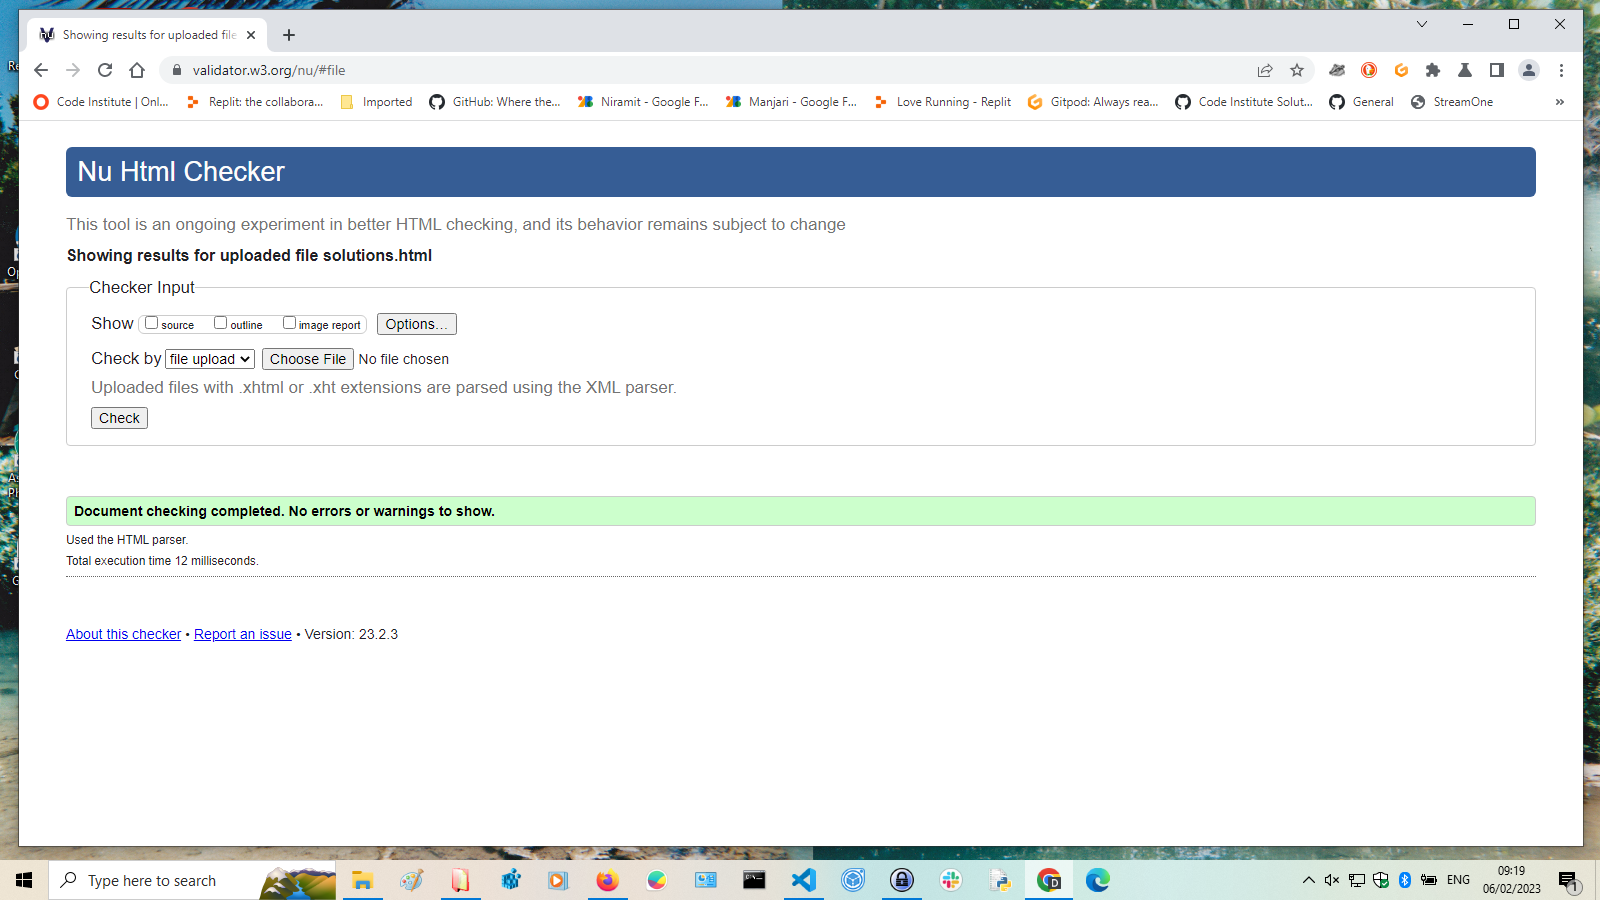 Showing results for uploaded file
validator.w3.org/nu/#file
Code Institute | Onl...
Replit: the collabora...
Imported
GitHub: Where the...
Niramit - Google F...
Manjari - Google F...
Love Running - Replit
Gitpod: Always rea...
Code Institute Solut...
General
StreamOne
»
Nu Html Checker
This tool is an ongoing experiment in better HTML checking, and its behavior remains subject to change
Showing results for uploaded file solutions.html
Checker Input
Show source outline image report Options...
Check by file upload Choose File No file chosen
Uploaded files with .xhtml or .xht extensions are parsed using the XML parser.
Check
Document checking completed. No errors or warnings to show.
Used the HTML parser.
Total execution time 12 milliseconds.
About this checker • Report an issue • Version: 23.2.3
Type here to search
ENG
09:19
06/02/2023
1